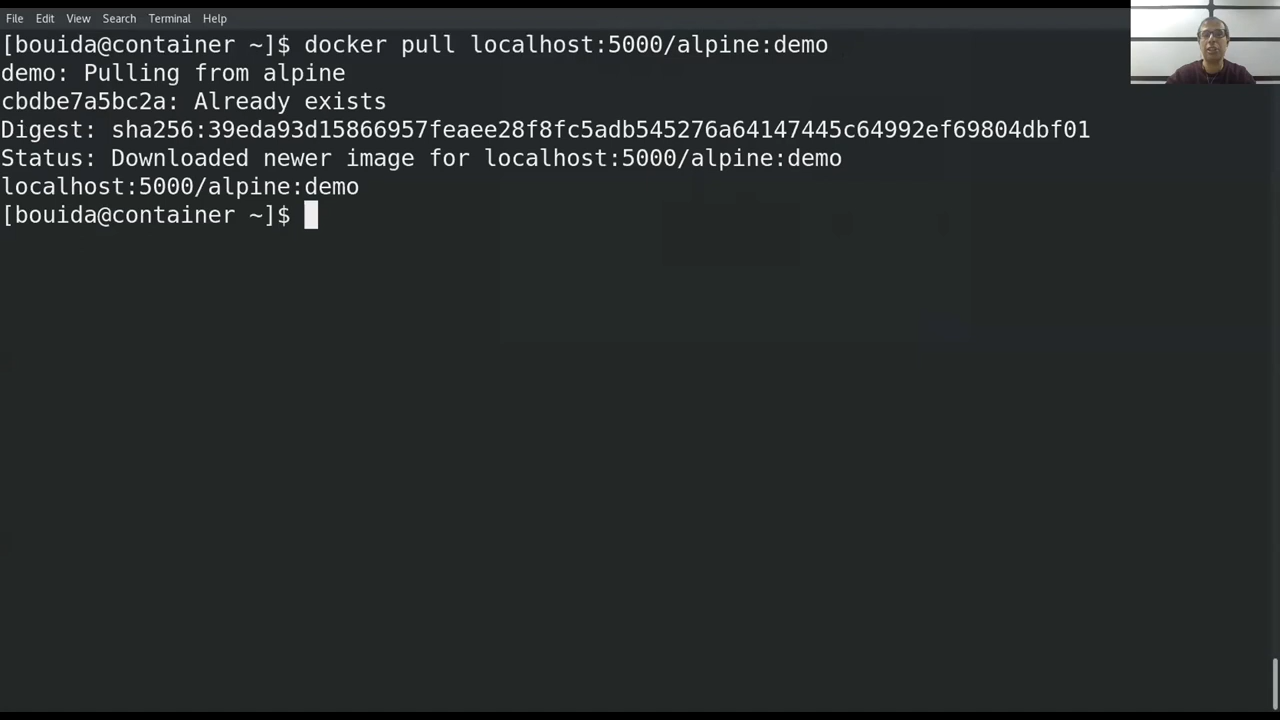 File Edit View Search Terminal Help
[bouida@container ~]$ docker pull localhost:5000/alpine:demo
demo: Pulling from alpine
cbdbe7a5bc2a: Already exists
Digest: sha256:39eda93d15866957feaee28f8fc5adb545276a64147445c64992ef69804dbf01
Status: Downloaded newer image for localhost:5000/alpine:demo
localhost:5000/alpine:demo
[bouida@container ~]$